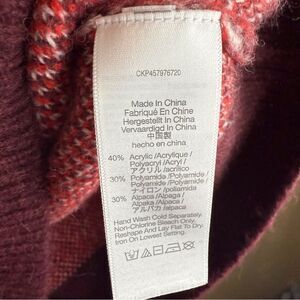 CKP457976720
Made In China
Fabriqué En Chine
Hergestellt In China
Vervaardigd In China
中国製
hecho en china
40% Acrylic /Acrylique /
Polyacryl /Acryl /
アクリル /acrílico
30% Polyamide /Polyamide /
Polyamid /Polyamide /
ナイロン /poliamida
30% Alpaca /Alpaga /
Alpaka /Alpaca /
アルパカ /alpaca
Hand Wash Cold Separately.
Non-Chlorine Bleach Only.
Reshape And Lay Flat To Dry.
Iron On Lowest Setting.